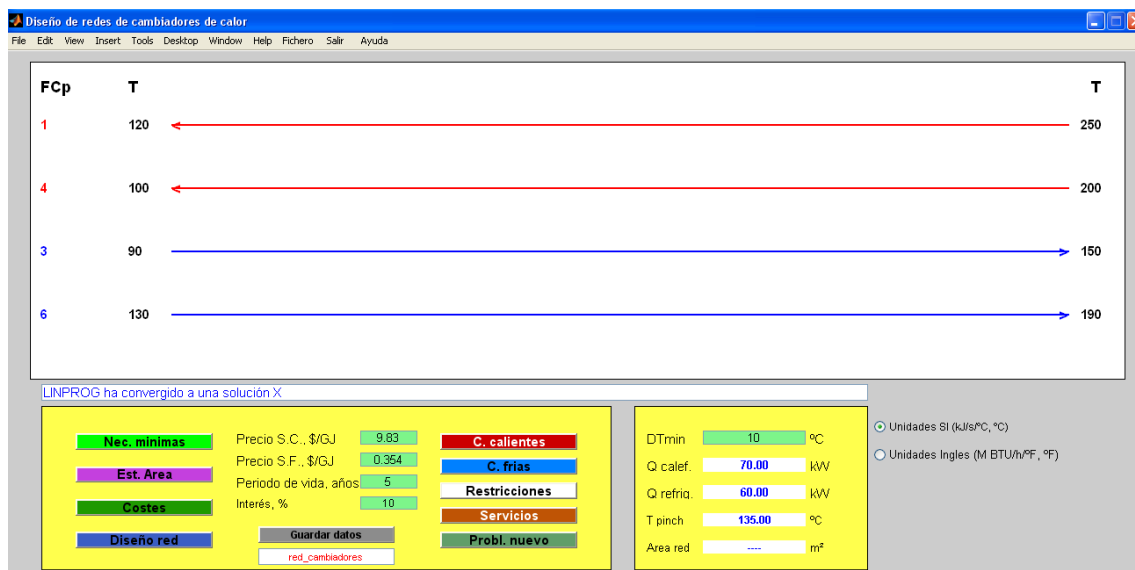 Diseño de redes de cambiadores de calor
File Edit View Insert Tools Desktop Window Help Fichero Salir Ayuda
FCp T T
1 120 250
4 100 200
3 90 150
6 130 190
LINPROG ha convergido a una solución X
Nec. minimas
Est. Area
Costes
Diseño red
Precio S.C., $/GJ 9.83
Precio S.F., $/GJ 0.354
Periodo de vida, años 5
Interés, % 10
Guardar datos
red_cambiadores
C. calientes
C. frias
Restricciones
Servicios
Probl. nuevo
DTmin 10 ºC
Q calef. 70.00 kW
Q refrig. 60.00 kW
T pinch 135.00 ºC
Area red ---- m²
Unidades SI (kJ/s/ºC, ºC)
Unidades Ingles (M BTU/h/ºF, ºF)